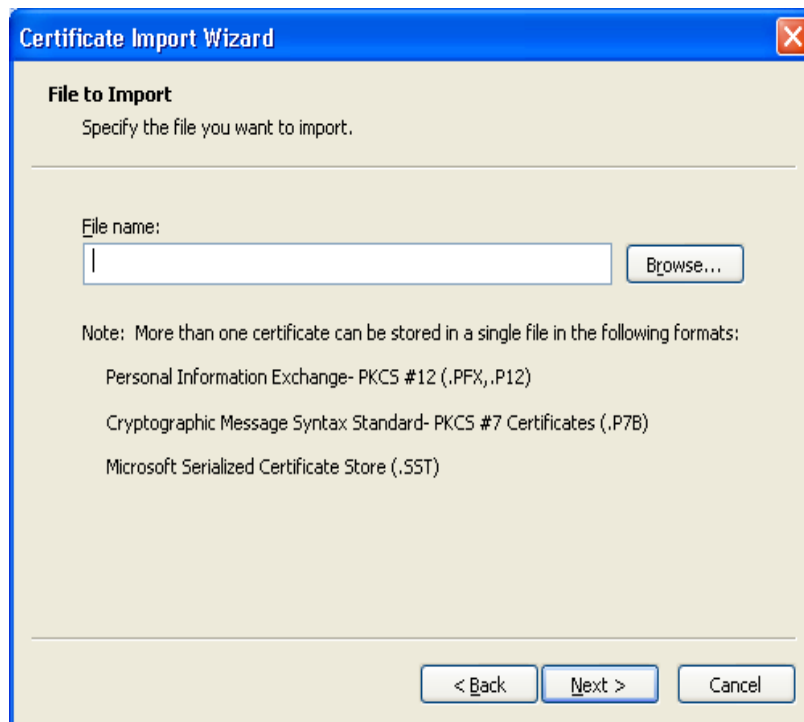 Certificate Import Wizard
File to Import
Specify the file you want to import.
File name:
Browse...
Note: More than one certificate can be stored in a single file in the following formats:
Personal Information Exchange- PKCS #12 (.PFX,.P12)
Cryptographic Message Syntax Standard- PKCS #7 Certificates (.P7B)
Microsoft Serialized Certificate Store (.SST)
< Back Next > Cancel